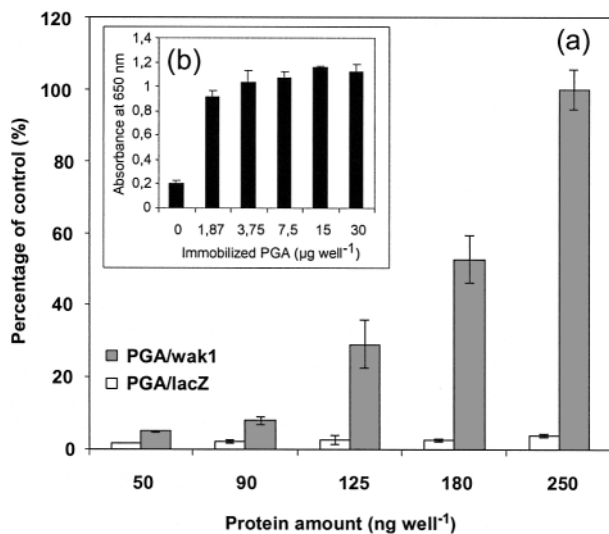 120
100
80
60
40
20
0
Percentage of control (%)
(a)
(b)
1,4
1,2
1
0,8
0,6
0,4
0,2
0
Absorbance at 650 nm
0 1,87 3,75 7,5 15 30
Immobilized PGA (µg well⁻¹)
PGA/wak1
PGA/lacZ
50 90 125 180 250
Protein amount (ng well⁻¹)